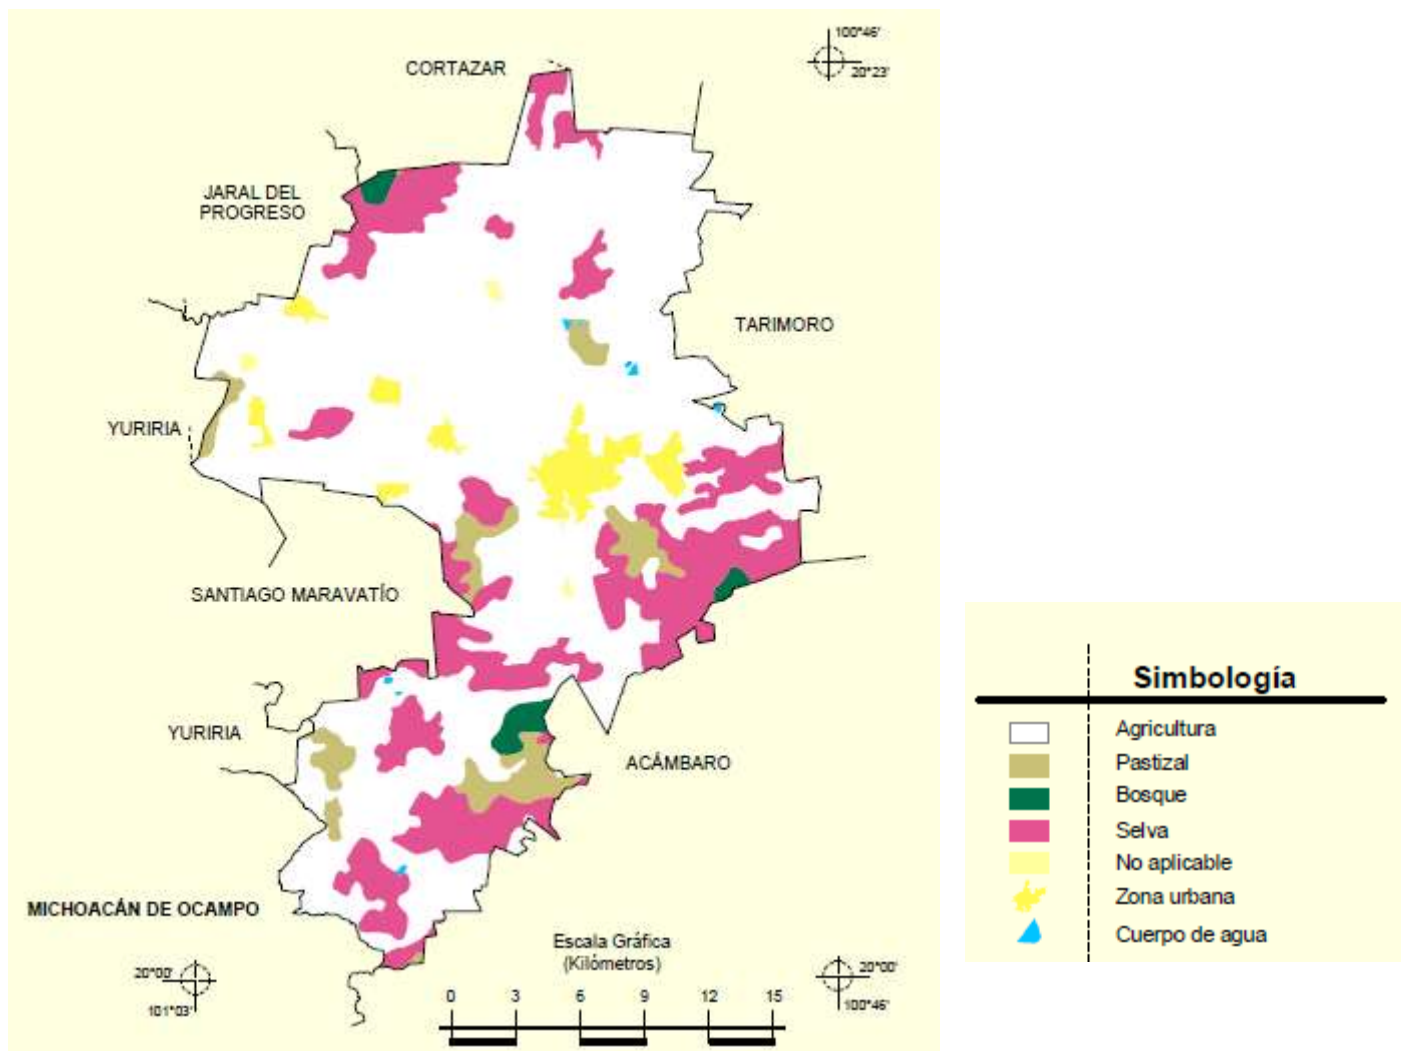 100°46'
20°23'
CORTAZAR
JARAL DEL
PROGRESO
TARIMORO
YURIRIA
SANTIAGO MARAVATÍO
YURIRIA
ACÁMBARO
MICHOACÁN DE OCAMPO
20°00'
101°03'
Escala Gráfica
(Kilómetros)
0 3 6 9 12 15
20°00'
100°46'
Simbología
Agricultura
Pastizal
Bosque
Selva
No aplicable
Zona urbana
Cuerpo de agua